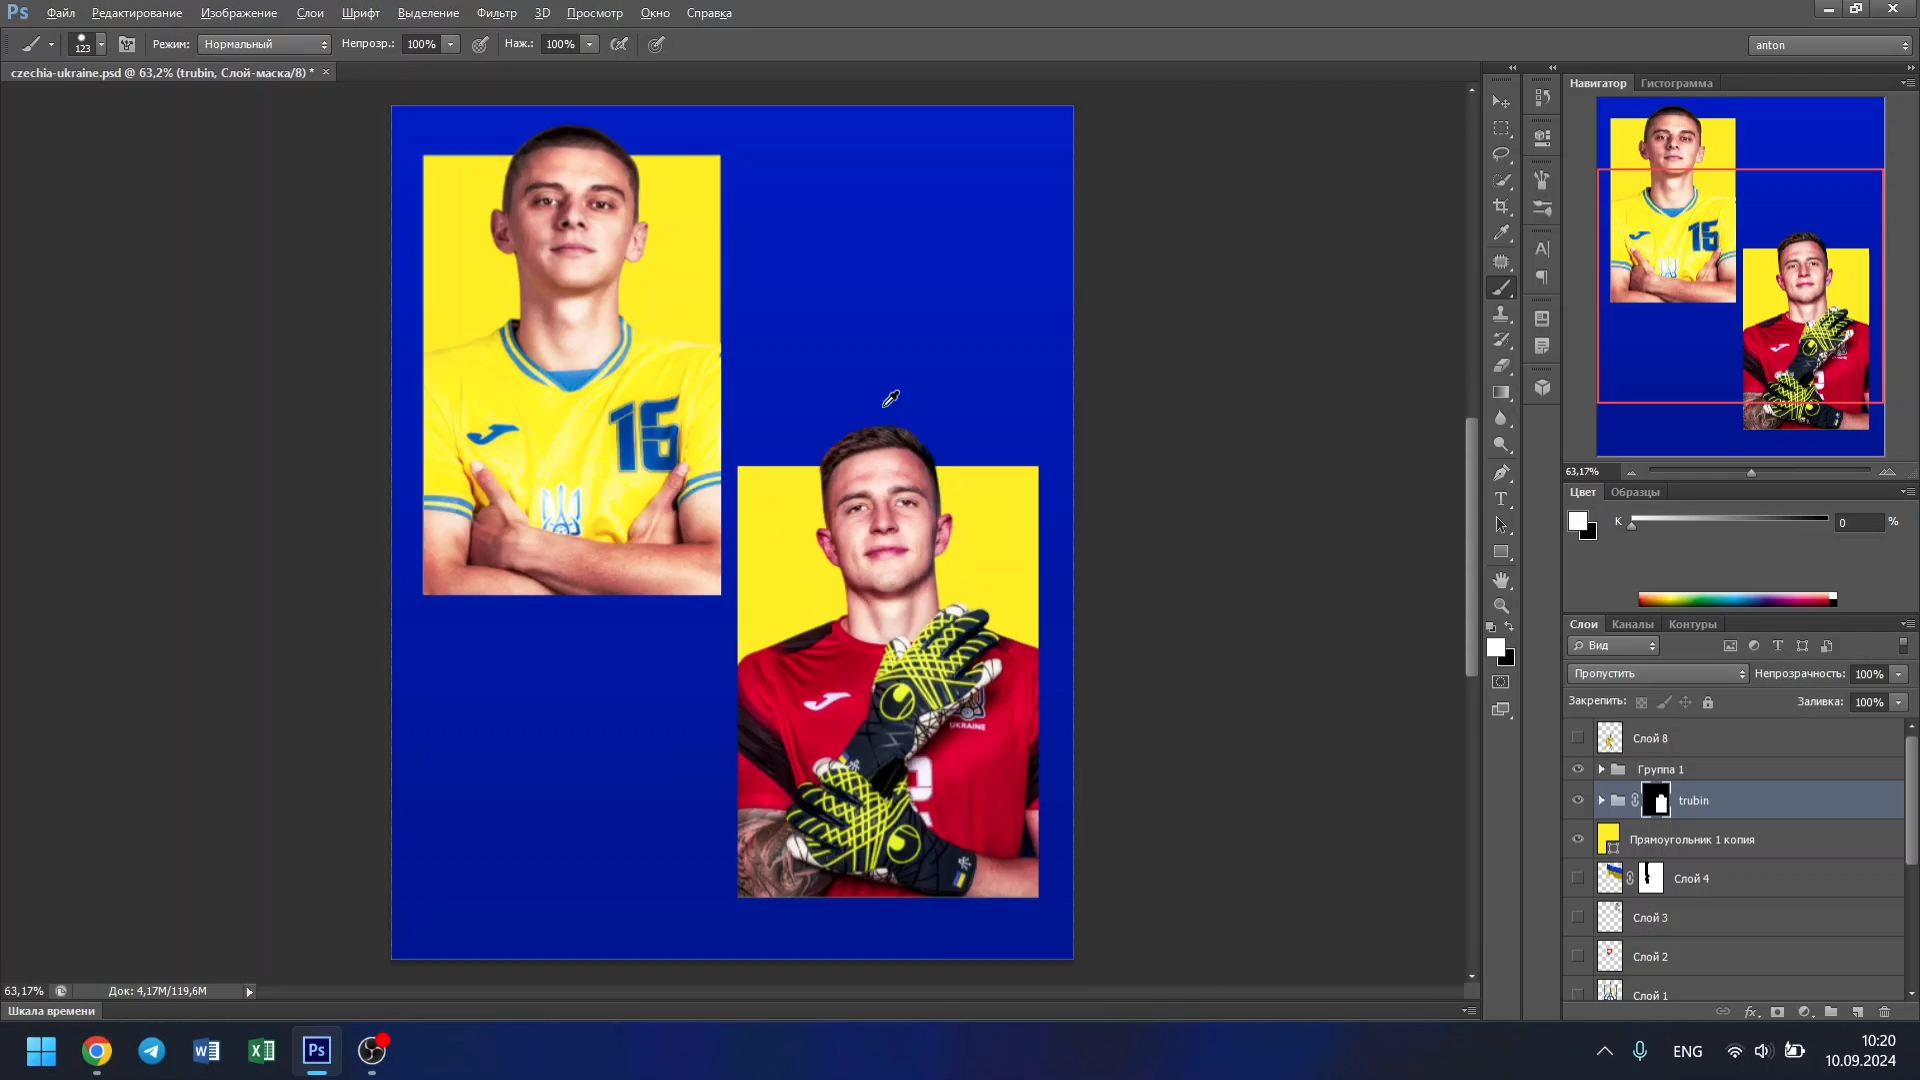 Ps Файл Редактирование Изображение Слои Шрифт Выделение Фильтр 3D Просмотр Окно Справка
123 Режим: Нормальный Непрозр.: 100% Наж.: 100% anton
czechia-ukraine.psd @ 63,2% (trubin, Слой-маска/8) * ×
Навигатор Гистограмма
15
16
UKRAINE
63,17%
Цвет Образцы
K 0 %
Слои Каналы Контуры
Вид
Пропустить Непрозрачность: 100%
Закрепить: Заливка: 100%
Слой 8
Группа 1
trubin
Прямоугольник 1 копия
Слой 4
Слой 3
Слой 2
Слой 1
63,17% Док: 4,17M/119,6M
Шкала времени
Ps
ENG
10:20
10.09.2024